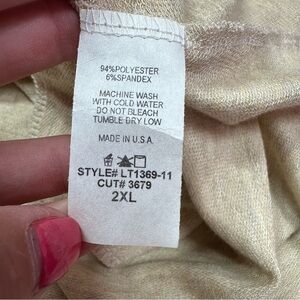 94%POLYESTER
6%SPANDEX
MACHINE WASH
WITH COLD WATER
DO NOT BLEACH
TUMBLE DRY LOW
MADE IN U.S.A.
STYLE# LT1369-11
CUT# 3679
2XL